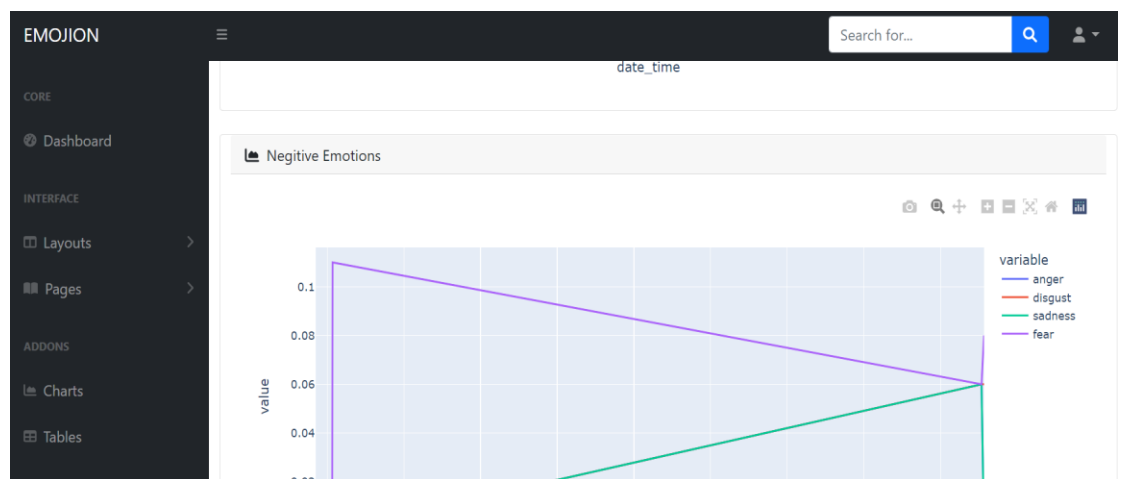 EMOJION
Search for...
CORE
Dashboard
INTERFACE
Layouts
Pages
ADDONS
Charts
Tables
date_time
Negitive Emotions
variable
anger
disgust
sadness
fear
value
0.1
0.08
0.06
0.04